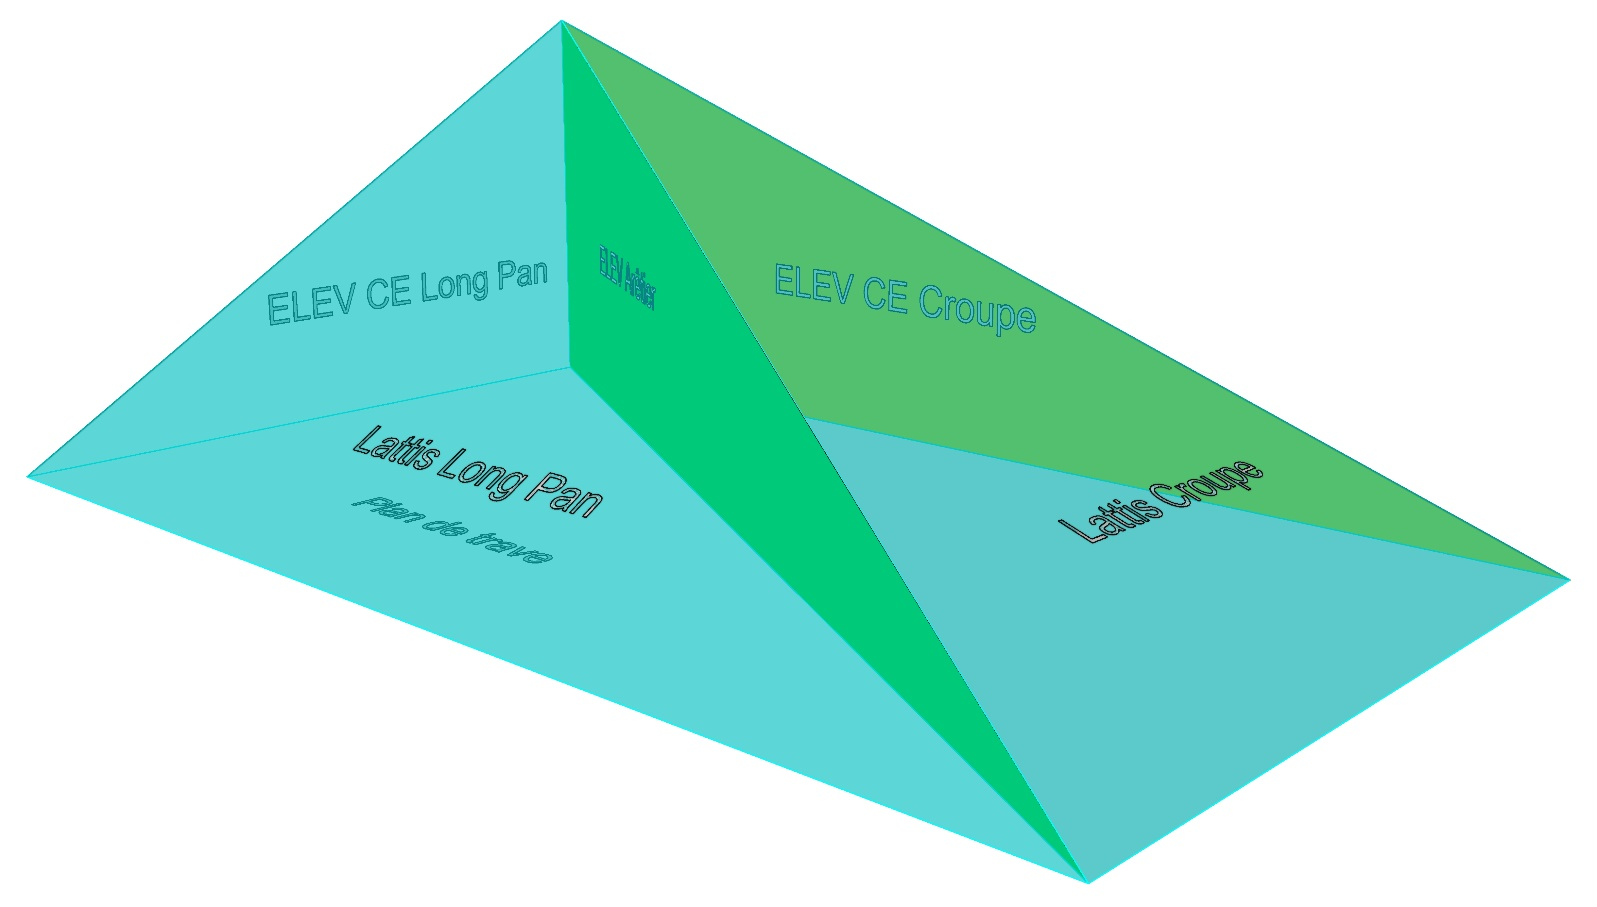 ELEV CE Long Pan
ELEV Arêtier
ELEV CE Croupe
Lattis Long Pan
Lattis Croupe
Plan de trave